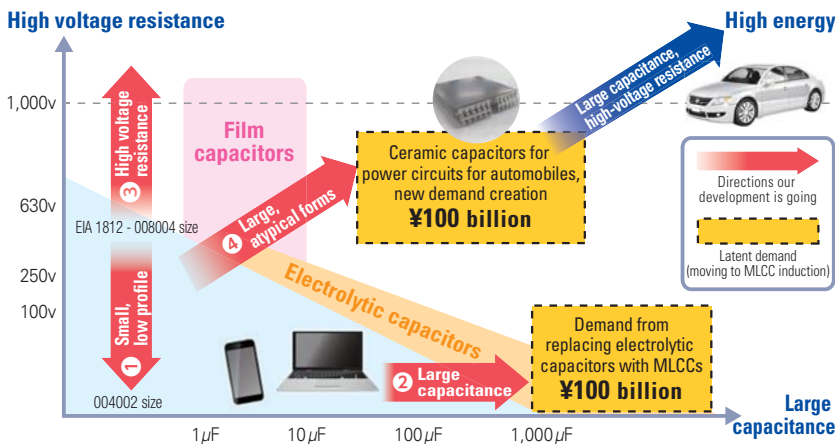 High voltage resistance
High energy
1,000v
630v
250v
100v
Film
capacitors
3 High voltage
resistance
EIA 1812 - 008004 size
1 Small,
low profile
004002 size
4 Large,
atypical forms
Ceramic capacitors for
power circuits for automobiles,
new demand creation
¥100 billion
Large capacitance,
high-voltage resistance
Directions our
development is going
Latent demand
(moving to MLCC induction)
Electrolytic capacitors
2 Large
capacitance
Demand from
replacing electrolytic
capacitors with MLCCs
¥100 billion
1μF
10μF
100μF
1,000μF
Large
capacitance